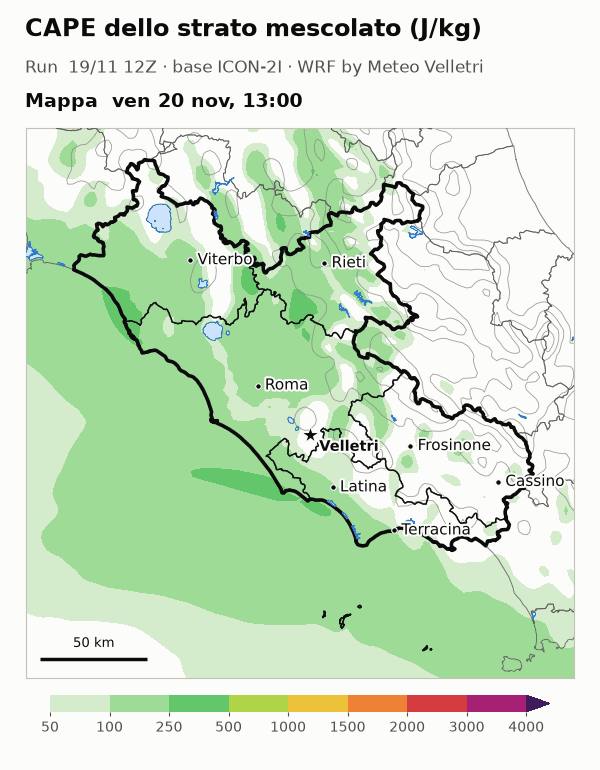 CAPE dello strato mescolato (J/kg)
Run  19/11 12Z · base ICON-2I · WRF by Meteo Velletri
Mappa  ven 20 nov, 13:00
Viterbo
Rieti
Roma
Velletri
Frosinone
Latina
Cassino
Terracina
50 km
50 100 250 500 1000 1500 2000 3000 4000